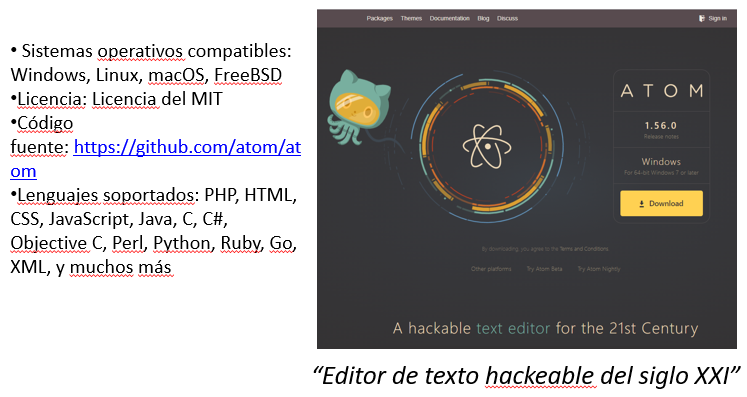 • Sistemas operativos compatibles:
Windows, Linux, macOS, FreeBSD
•Licencia: Licencia del MIT
•Código
fuente: https://github.com/atom/at
om
•Lenguajes soportados: PHP, HTML,
CSS, JavaScript, Java, C, C#,
Objective C, Perl, Python, Ruby, Go,
XML, y muchos más
Packages Themes Documentation Blog Discuss Sign in
ATOM
1.56.0
Release notes
Windows
For 64-bit Windows 7 or later
Download
By downloading, you agree to the Terms and Conditions.
Other platforms Try Atom Beta Try Atom Nightly
A hackable text editor for the 21st Century
“Editor de texto hackeable del siglo XXI”